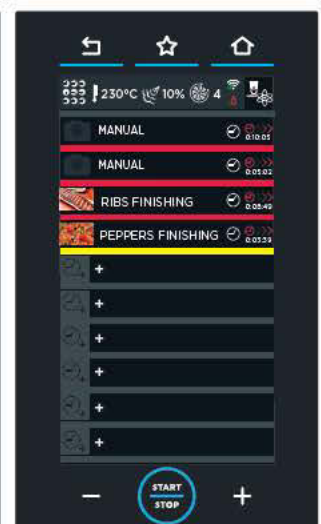 230°C 10% 4
MANUAL
0:10:05
MANUAL
0:05:02
RIBS FINISHING
0:05:49
PEPPERS FINISHING
0:03:59
+
+
+
+
+
+
START
STOP
− +